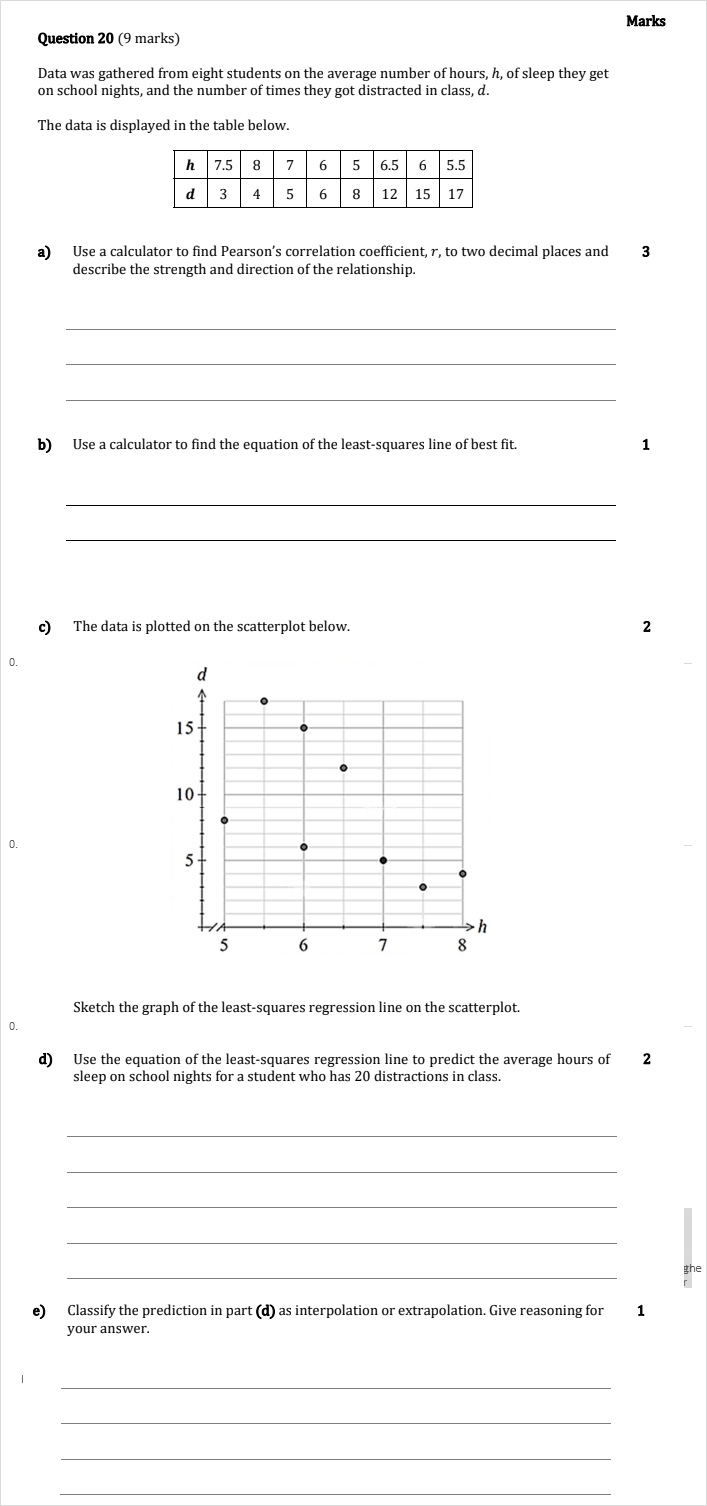 Marks
Question 20 (9 marks)
Data was gathered from eight students on the average number of hours, h, of sleep they get
on school nights, and the number of times they got distracted in class, d.
The data is displayed in the table below.
h 7.5 8 7 6 5 6.5 6 5.5
d 3 4 5 6 8 12 15 17
a) Use a calculator to find Pearson’s correlation coefficient, r, to two decimal places and 3
describe the strength and direction of the relationship.
b) Use a calculator to find the equation of the least-squares line of best fit. 1
c) The data is plotted on the scatterplot below. 2
0.
d
15
10
0.
5
h
5 6 7 8
Sketch the graph of the least-squares regression line on the scatterplot.
0.
d) Use the equation of the least-squares regression line to predict the average hours of 2
sleep on school nights for a student who has 20 distractions in class.
ghe
r
e) Classify the prediction in part (d) as interpolation or extrapolation. Give reasoning for 1
your answer.